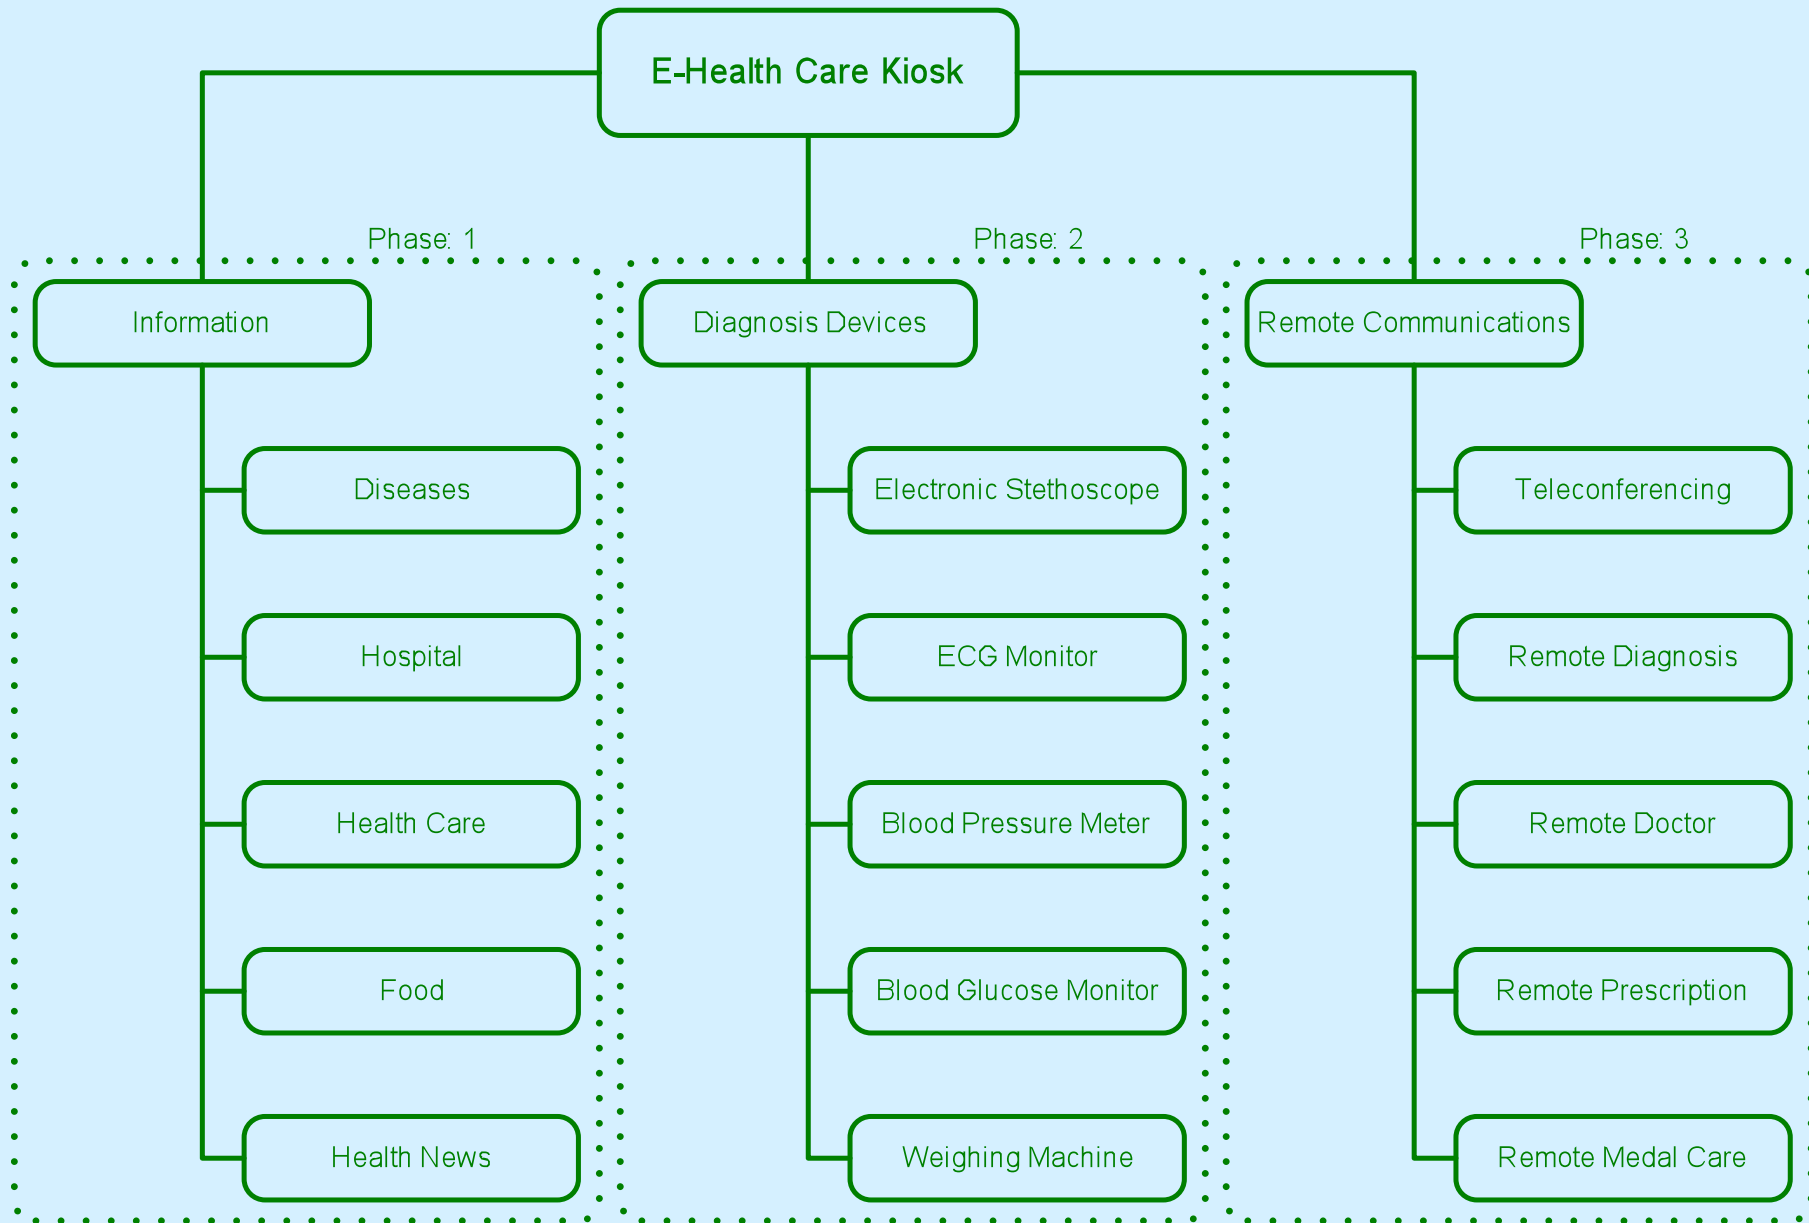 E-Health Care Kiosk
Phase: 1
Information
Diseases
Hospital
Health Care
Food
Health News
Phase: 2
Diagnosis Devices
Electronic Stethoscope
ECG Monitor
Blood Pressure Meter
Blood Glucose Monitor
Weighing Machine
Phase: 3
Remote Communications
Teleconferencing
Remote Diagnosis
Remote Doctor
Remote Prescription
Remote Medal Care